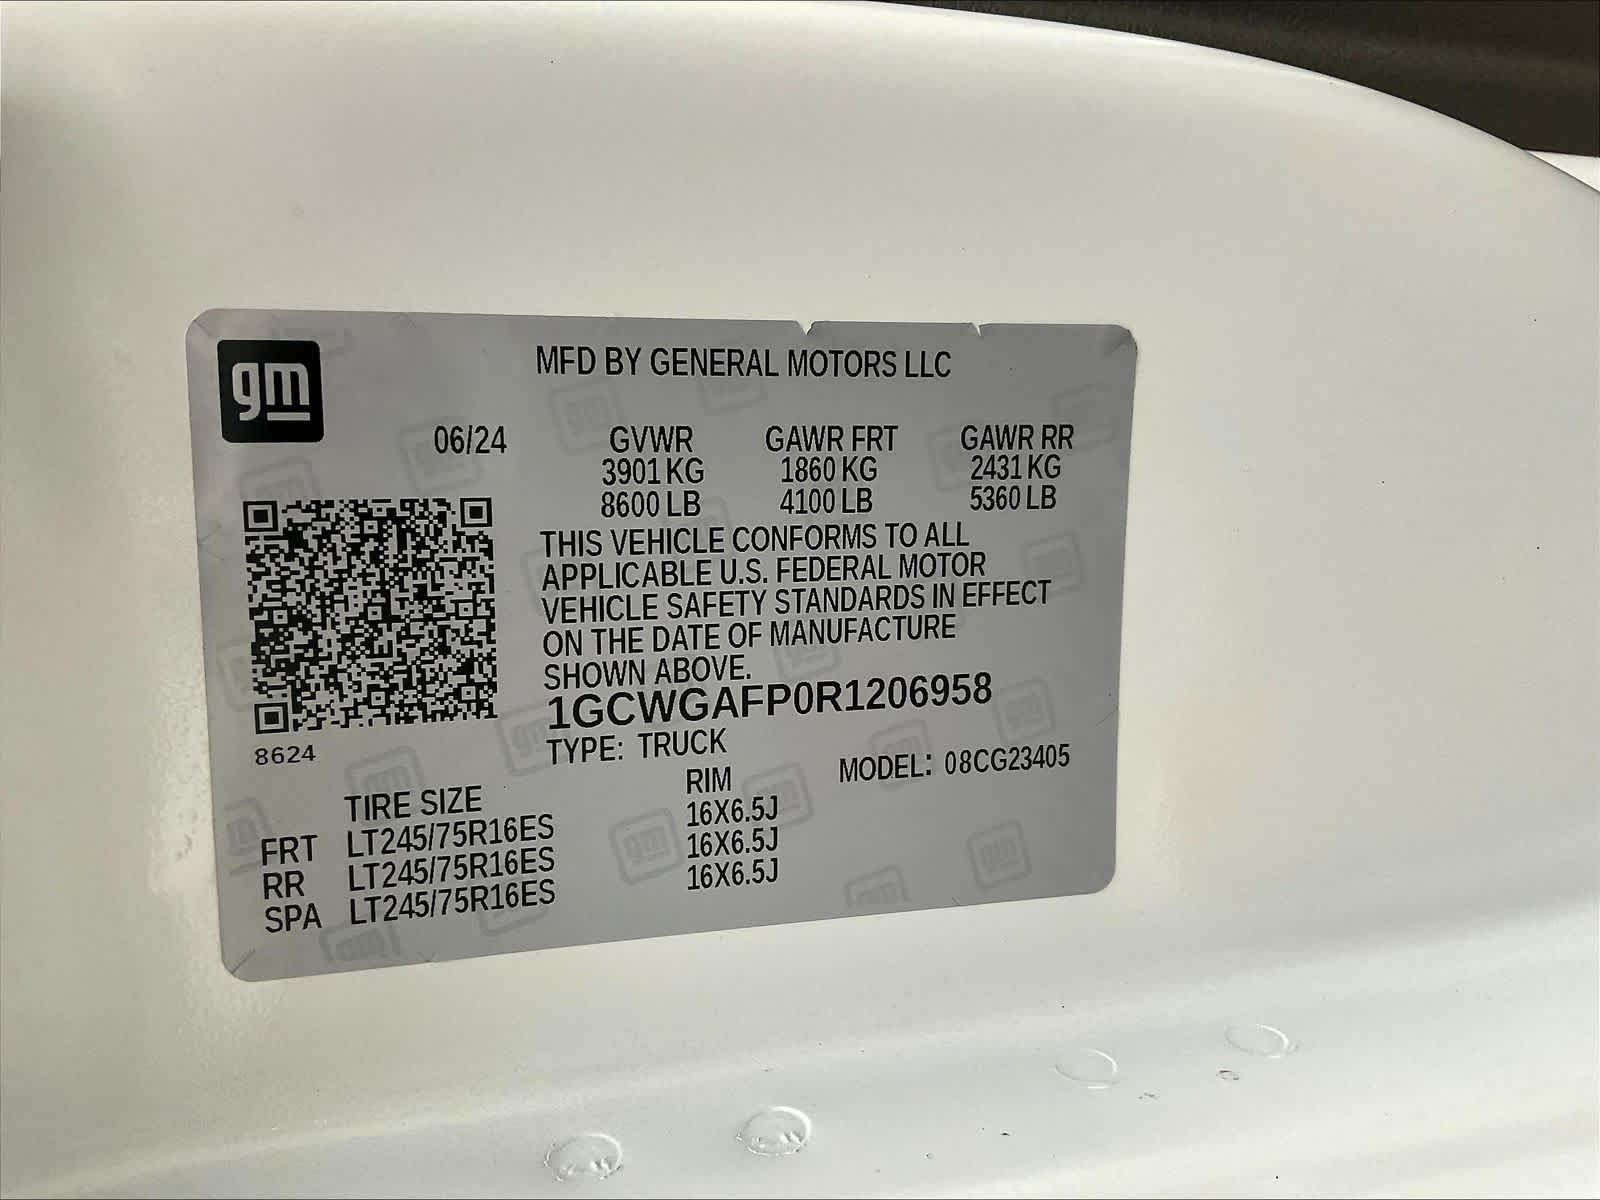 gm
MFD BY GENERAL MOTORS LLC
06/24 GVWR GAWR FRT GAWR RR
3901 KG 1860 KG 2431 KG
8600 LB 4100 LB 5360 LB
THIS VEHICLE CONFORMS TO ALL
APPLICABLE U.S. FEDERAL MOTOR
VEHICLE SAFETY STANDARDS IN EFFECT
ON THE DATE OF MANUFACTURE
SHOWN ABOVE.
1GCWGAFP0R1206958
8624
TYPE: TRUCK
MODEL: 08CG23405
TIRE SIZE RIM
FRT LT245/75R16ES 16X6.5J
RR LT245/75R16ES 16X6.5J
SPA LT245/75R16ES 16X6.5J